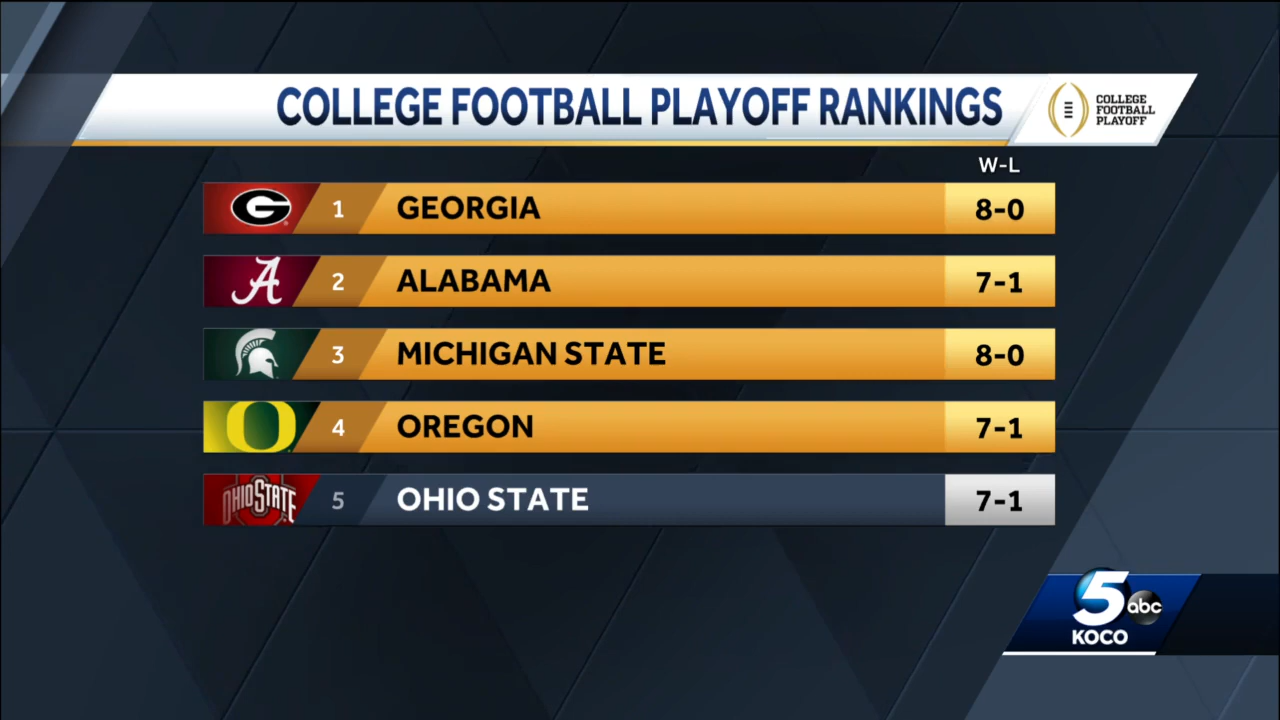 COLLEGE FOOTBALL PLAYOFF RANKINGS
COLLEGE
FOOTBALL
PLAYOFF
W-L
G 1 GEORGIA 8-0
A 2 ALABAMA 7-1
3 MICHIGAN STATE 8-0
O 4 OREGON 7-1
OHIO STATE 5 OHIO STATE 7-1
5 abc
KOCO